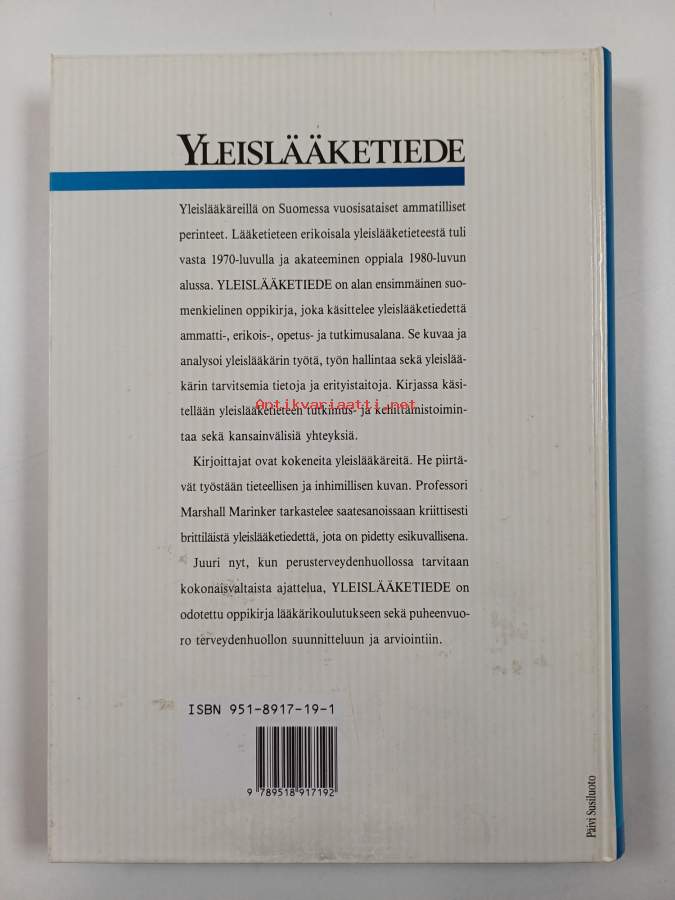 YLEISLÄÄKETIEDE
Yleislääkäreillä on Suomessa vuosisataiset ammatilliset
perinteet. Lääketieteen erikoisala yleislääketieteestä tuli
vasta 1970-luvulla ja akateeminen oppiala 1980-luvun
alussa. YLEISLÄÄKETIEDE on alan ensimmäinen suo-
menkielinen oppikirja, joka käsittelee yleislääketiedettä
ammatti-, erikois-, opetus- ja tutkimusalana. Se kuvaa ja
analysoi yleislääkärin työtä, työn hallintaa sekä yleislää-
kärin tarvitsemia tietoja ja erityistaitoja. Kirjassa käsi-
tellään yleislääketieteen tutkimus- ja kehittämistoimin-
Antikvariaatti.net
taa sekä kansainvälisiä yhteyksiä.
Kirjoittajat ovat kokeneita yleislääkäreitä. He piirtä-
vät työstään tieteellisen ja inhimillisen kuvan. Professori
Marshall Marinker tarkastelee saatesanoissaan kriittisesti
brittiläistä yleislääketiedettä, jota on pidetty esikuvallisena.
Juuri nyt, kun perusterveydenhuollossa tarvitaan
kokonaisvaltaista ajattelua, YLEISLÄÄKETIEDE on
odotettu oppikirja lääkärikoulutukseen sekä puheenvuo-
ro terveydenhuollon suunnitteluun ja arviointiin.
ISBN 951-8917-19-1
9 789518 917192
Päivi Susiluoto